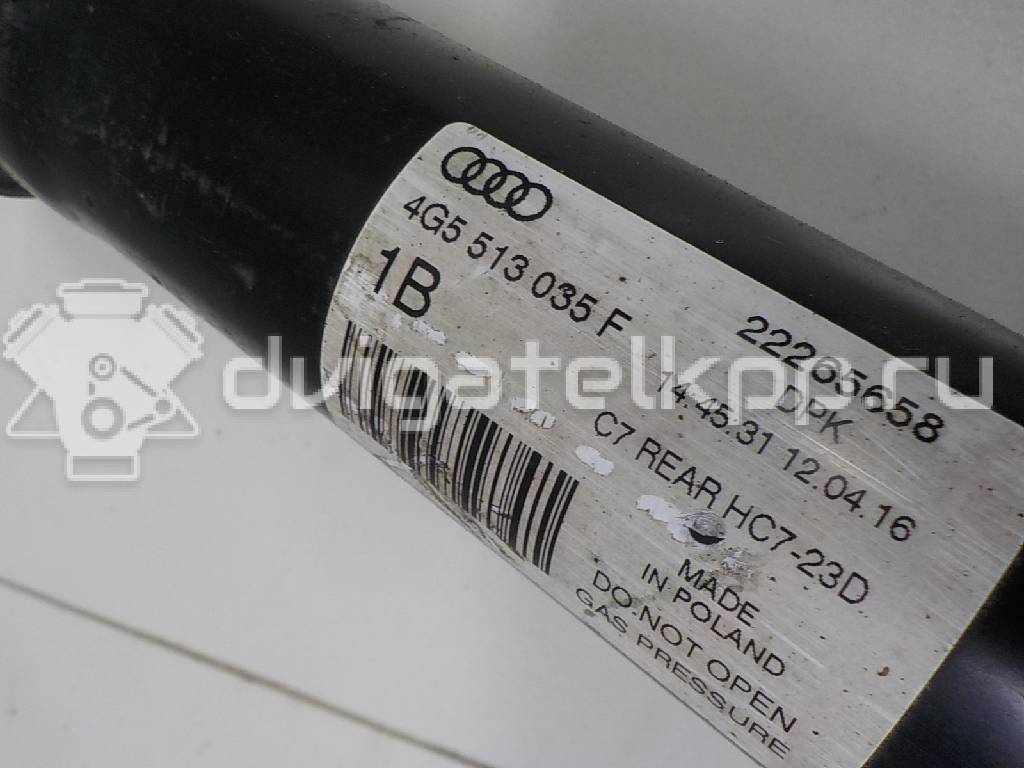 4G5 513 035 F
1B
22265658
DPK
14.45.31 12.04.16
C7 REAR HC7-23D
MADE
IN POLAND
DO NOT OPEN
GAS PRESSURE
dvigatelkpp.ru